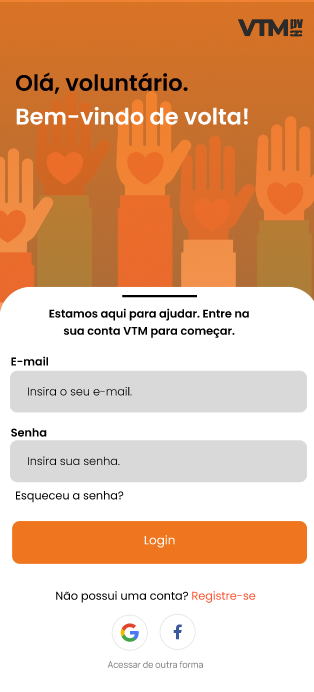 VTM
Olá, voluntário.
Bem-vindo de volta!
Estamos aqui para ajudar. Entre na
sua conta VTM para começar.
E-mail
Insira o seu e-mail.
Senha
Insira sua senha.
Esqueceu a senha?
Login
Não possui uma conta? Registre-se
Acessar de outra forma